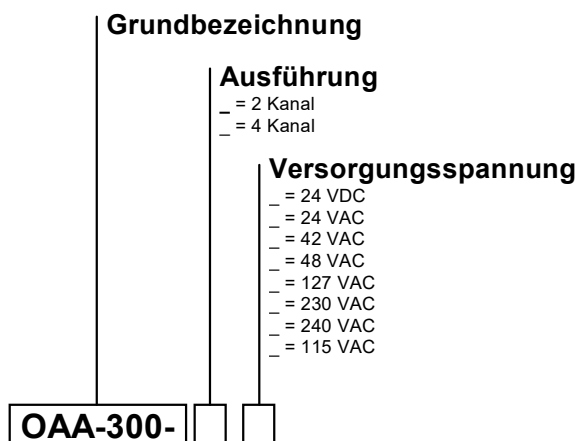 Grundbezeichnung
Ausführung
_ = 2 Kanal
_ = 4 Kanal
Versorgungsspannung
_ = 24 VDC
_ = 24 VAC
_ = 42 VAC
_ = 48 VAC
_ = 127 VAC
_ = 230 VAC
_ = 240 VAC
_ = 115 VAC
OAA-300-